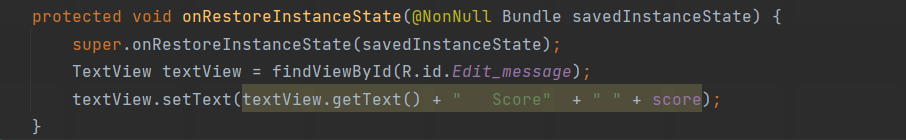 protected void onRestoreInstanceState(@NonNull Bundle savedInstanceState) {
    super.onRestoreInstanceState(savedInstanceState);
    TextView textView = findViewById(R.id.Edit_message);
    textView.setText(textView.getText() + "   Score"  + " " + score);
}